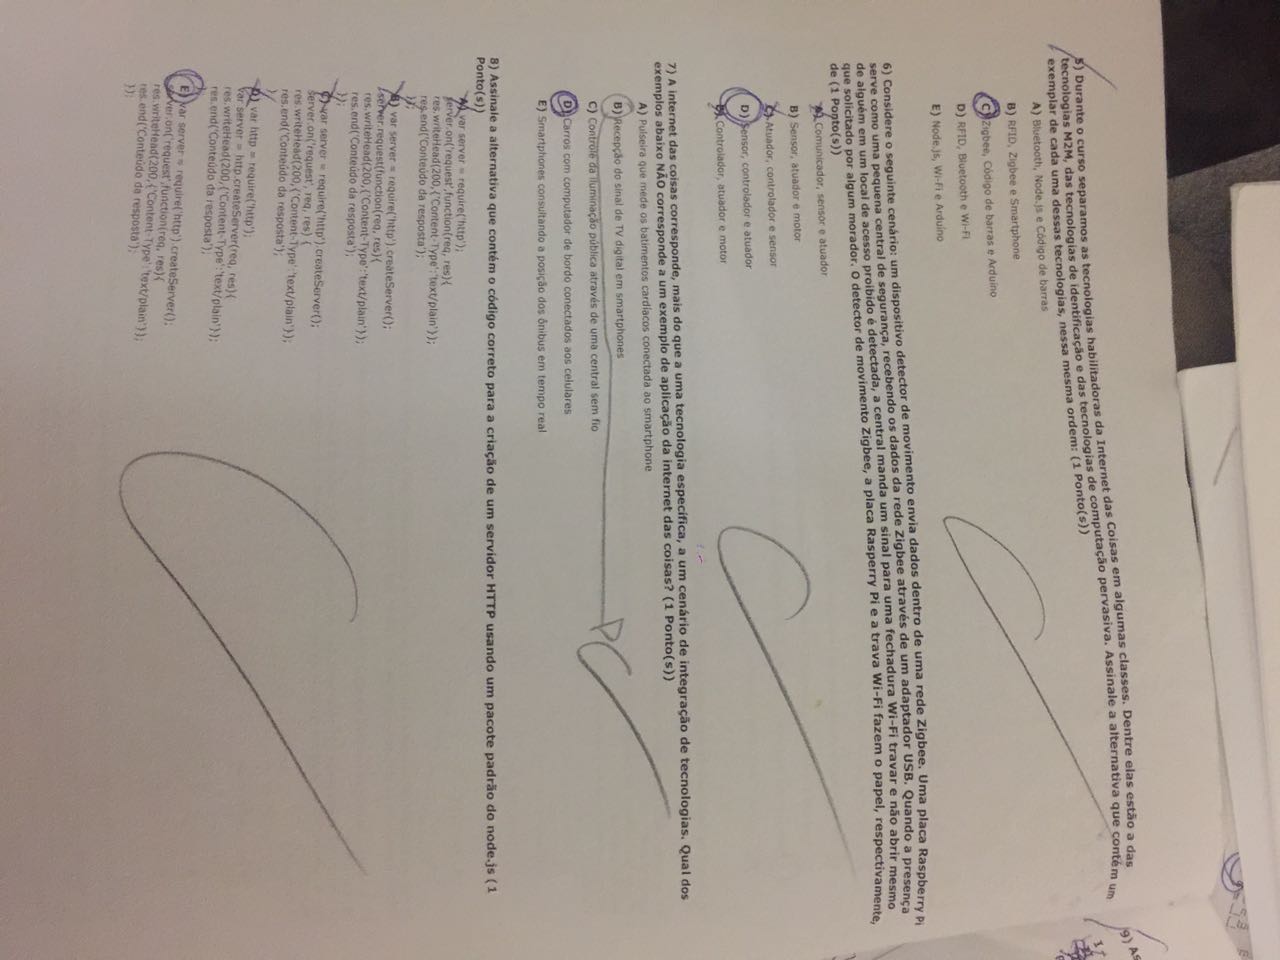 5) Durante o curso separamos as tecnologias habilitadoras da Internet das Coisas em algumas classes. Dentre elas estão a das
tecnologias M2M, das tecnologias de identificação e das tecnologias de computação pervasiva. Assinale a alternativa que contém um
exemplar de cada uma dessas tecnologias, nessa mesma ordem: (1 Ponto(s))
A) Bluetooth, Node.js e Código de barras
B) RFID, Zigbee e Smartphone
C) Zigbee, Código de barras e Arduino
D) RFID, Bluetooth e Wi-Fi
E) Node.js, Wi-Fi e Arduino
6) Considere o seguinte cenário: um dispositivo detector de movimento envia dados dentro de uma rede Zigbee. Uma placa Raspberry Pi
serve como uma pequena central de segurança, recebendo os dados da rede Zigbee através de um adaptador USB. Quando a presença
de alguém em um local de acesso proibido é detectada, a central manda um sinal para uma fechadura Wi-Fi travar e não abrir mesmo
que solicitado por algum morador. O detector de movimento Zigbee, a placa Rasperry Pi e a trava Wi-Fi fazem o papel, respectivamente,
de (1 Ponto(s))
A) Comunicador, sensor e atuador
B) Sensor, atuador e motor
C) Atuador, controlador e sensor
D) Sensor, controlador e atuador
E) Controlador, atuador e motor
7) A internet das coisas corresponde, mais do que a uma tecnologia específica, a um cenário de integração de tecnologias. Qual dos
exemplos abaixo NÃO corresponde a um exemplo de aplicação da internet das coisas? (1 Ponto(s))
A) Pulseira que mede os batimentos cardíacos conectada ao smartphone
B) Recepção do sinal de TV digital em smartphones
C) Controle da iluminação pública através de uma central sem fio
D) Carros com computador de bordo conectados aos celulares
E) Smartphones consultando a posição dos ônibus em tempo real
8) Assinale a alternativa que contém o código correto para a criação de um servidor HTTP usando um pacote padrão do node.js (1
Ponto(s))
A) var server = require('http');
server.on('request',function(req, res){
res.writeHead(200,{'Content-Type':'text/plain'});
res.end('Conteúdo da resposta');
});
B) var server = require('http').createServer();
server.request(function(req, res){
res.writeHead(200,{'Content-Type':'text/plain'});
res.end('Conteúdo da resposta');
});
C) var server = require('http').createServer();
server.on('request', req, res) {
res.writeHead(200,{'Content-Type':'text/plain'});
res.end('Conteúdo da resposta');
}
D) var http = require('http');
var server = http.createServer(req, res){
res.writeHead(200,{'Content-Type':'text/plain'});
res.end('Conteúdo da resposta');
}
E) var server = require('http').createServer();
server.on('request',function(req, res){
res.writeHead(200,{'Content-Type':'text/plain'});
res.end('Conteúdo da resposta');
});
9) As